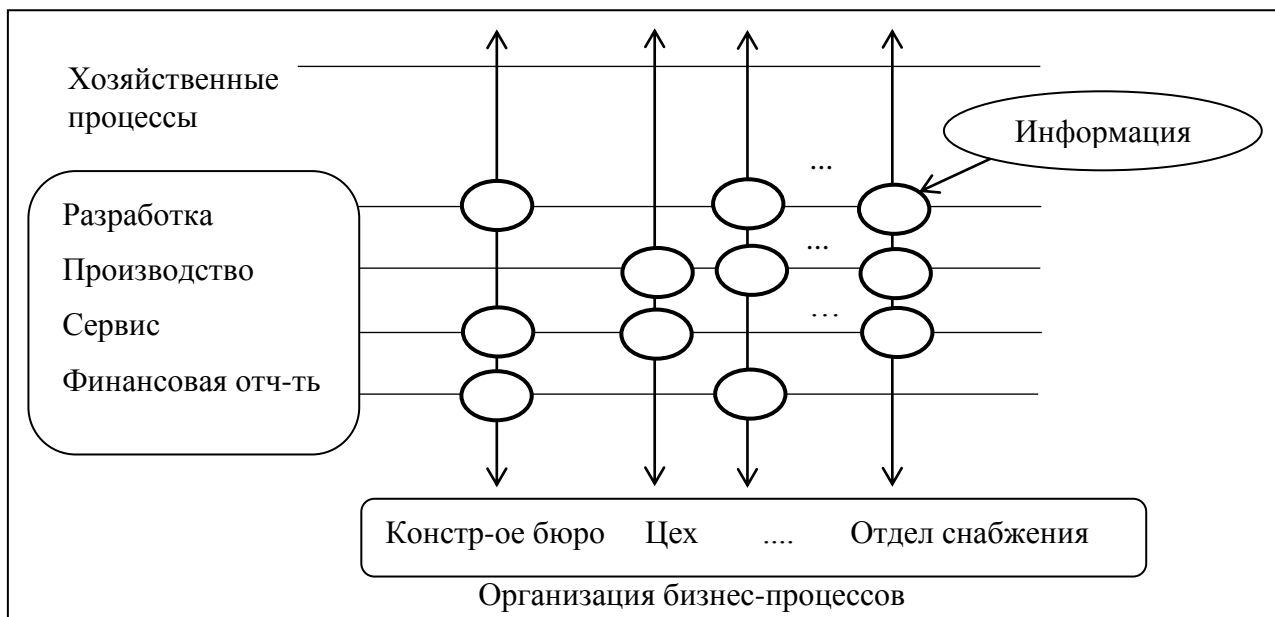 Хозяйственные
процессы
Информация
...
Разработка
...
Производство
...
Сервис
Финансовая отч-ть
Констр-ое бюро Цех .... Отдел снабжения
Организация бизнес-процессов